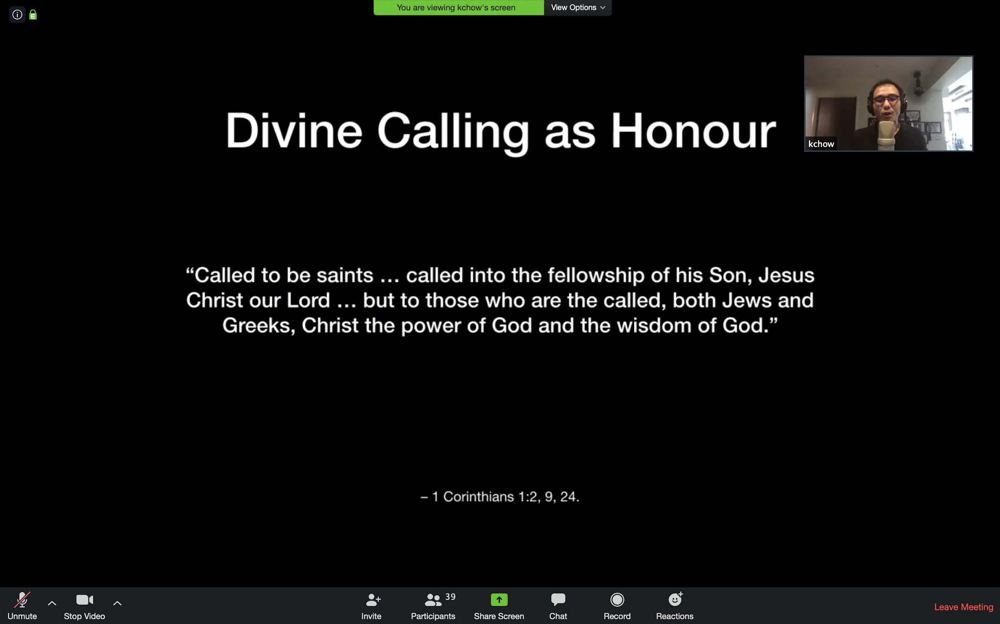 You are viewing kchow's screen
View Options
Divine Calling as Honour
kchow
“Called to be saints … called into the fellowship of his Son, Jesus
Christ our Lord … but to those who are the called, both Jews and
Greeks, Christ the power of God and the wisdom of God.”
– 1 Corinthians 1:2, 9, 24.
Unmute
Stop Video
Invite
Participants
39
Share Screen
Chat
Record
Reactions
Leave Meeting